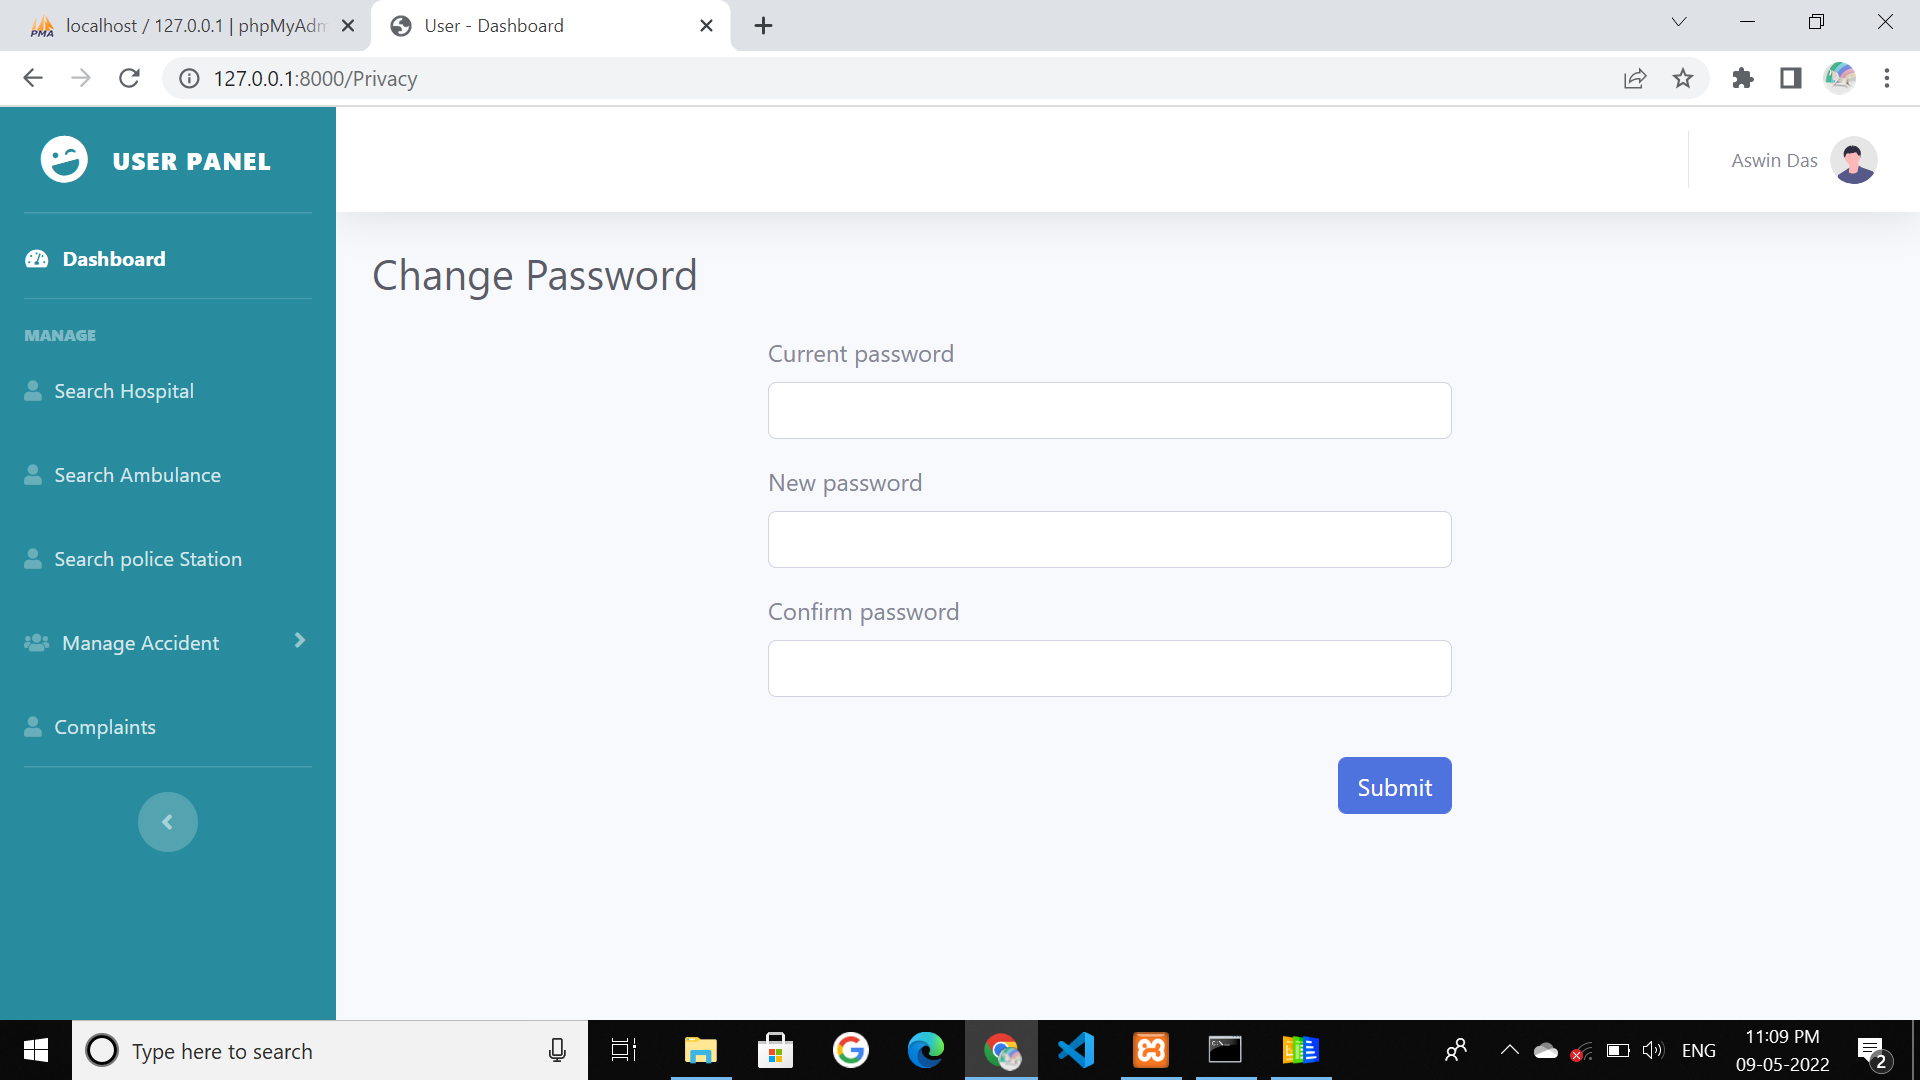 localhost / 127.0.0.1 | phpMyAdm
User - Dashboard
127.0.0.1:8000/Privacy
USER PANEL
Aswin Das
Dashboard
MANAGE
Search Hospital
Search Ambulance
Search police Station
Manage Accident
Complaints
Change Password
Current password
New password
Confirm password
Submit
Type here to search
ENG
11:09 PM
09-05-2022
2